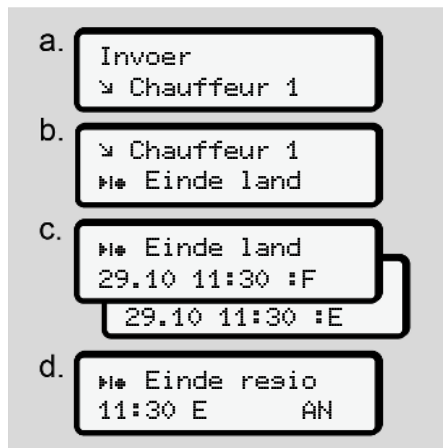 a.
Invoer
↘ Chauffeur 1
b.
↘ Chauffeur 1
Einde land
c.
Einde land
29.10 11:30 :F
29.10 11:30 :E
d.
Einde regio
11:30 E AN